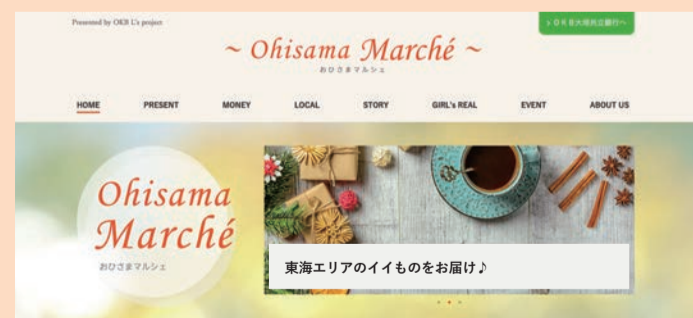 Presented by OKB L's project
> OKB大垣共立銀行へ
~ Ohisama Marché ~
おひさまマルシェ
HOME PRESENT MONEY LOCAL STORY GIRL's REAL EVENT ABOUT US
Ohisama
Marché
おひさまマルシェ
東海エリアのイイものをお届け♪